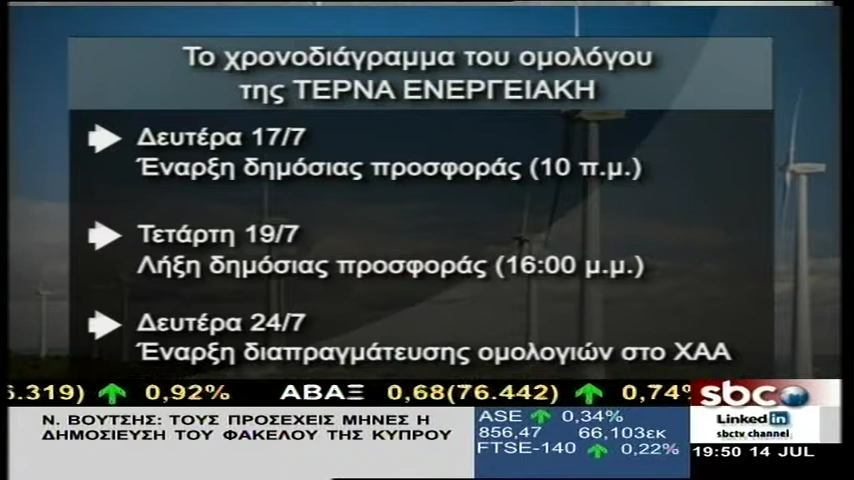 Το χρονοδιάγραμμα του ομολόγου
της ΤΕΡΝΑ ΕΝΕΡΓΕΙΑΚΗ
Δευτέρα 17/7
Έναρξη δημόσιας προσφοράς (10 π.μ.)
Τετάρτη 19/7
Λήξη δημόσιας προσφοράς (16:00 μ.μ.)
Δευτέρα 24/7
Έναρξη διαπραγμάτευσης ομολογιών στο ΧΑΑ
6.319) 0,92% ΑΒΑΞ 0,68(76.442) 0,74%
sbc tv
Ν. ΒΟΥΤΣΗΣ: ΤΟΥΣ ΠΡΟΣΕΧΕΙΣ ΜΗΝΕΣ Η
ΔΗΜΟΣΙΕΥΣΗ ΤΟΥ ΦΑΚΕΛΟΥ ΤΗΣ ΚΥΠΡΟΥ
ASE 0,34%
856,47 66,103εκ
FTSE-140 0,22%
Linked in
sbctv channel
19:50 14 JUL